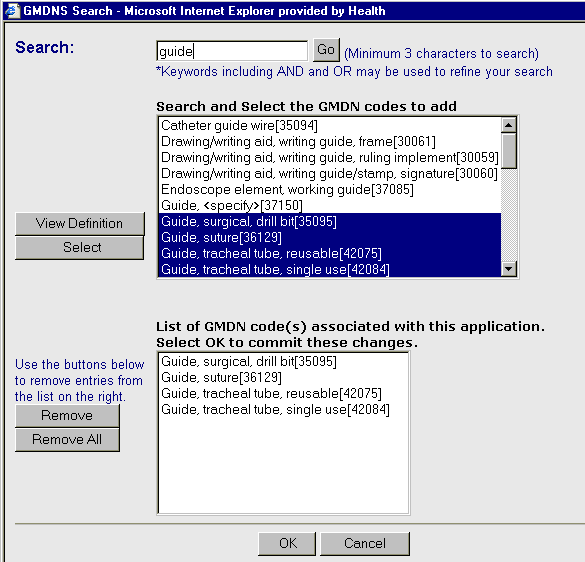 GMDNS Search - Microsoft Internet Explorer provided by Health
Search:
guide
Go
(Minimum 3 characters to search)
*Keywords including AND and OR may be used to refine your search
Search and Select the GMDN codes to add
Catheter guide wire[35094]
Drawing/writing aid, writing guide, frame[30061]
Drawing/writing aid, writing guide, ruling implement[30059]
Drawing/writing aid, writing guide/stamp, signature[30060]
Endoscope element, working guide[37085]
Guide, <specify>[37150]
Guide, surgical, drill bit[35095]
Guide, suture[36129]
Guide, tracheal tube, reusable[42075]
Guide, tracheal tube, single use[42084]
View Definition
Select
List of GMDN code(s) associated with this application.
Select OK to commit these changes.
Guide, surgical, drill bit[35095]
Guide, suture[36129]
Guide, tracheal tube, reusable[42075]
Guide, tracheal tube, single use[42084]
Use the buttons below
to remove entries from
the list on the right.
Remove
Remove All
OK
Cancel